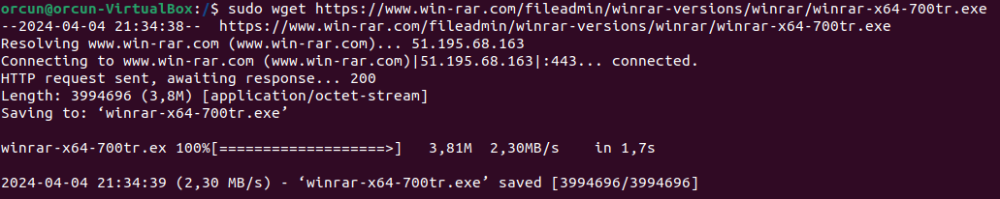 orcun@orcun-VirtualBox:/$ sudo wget https://www.win-rar.com/fileadmin/winrar-versions/winrar/winrar-x64-700tr.exe
--2024-04-04 21:34:38--  https://www.win-rar.com/fileadmin/winrar-versions/winrar/winrar-x64-700tr.exe
Resolving www.win-rar.com (www.win-rar.com)... 51.195.68.163
Connecting to www.win-rar.com (www.win-rar.com)|51.195.68.163|:443... connected.
HTTP request sent, awaiting response... 200
Length: 3994696 (3,8M) [application/octet-stream]
Saving to: ‘winrar-x64-700tr.exe’
winrar-x64-700tr.ex 100%[===================>]   3,81M  2,30MB/s    in 1,7s
2024-04-04 21:34:39 (2,30 MB/s) - ‘winrar-x64-700tr.exe’ saved [3994696/3994696]